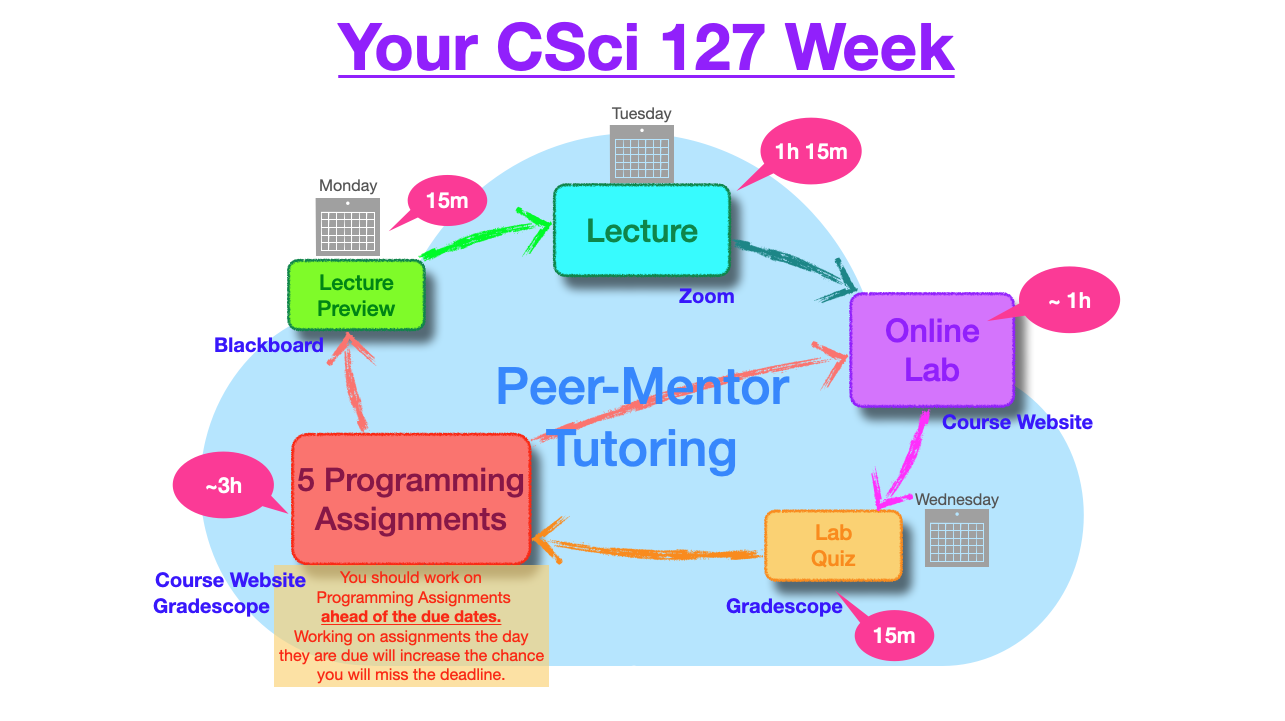 Your CSci 127 Week
Tuesday
1h 15m
Monday
15m
Lecture
Lecture
Preview
Zoom
Blackboard
~ 1h
Online
Lab
Course Website
Peer-Mentor
Tutoring
5 Programming
Assignments
~3h
Wednesday
Lab
Quiz
Gradescope
15m
Course Website
Gradescope
You should work on
Programming Assignments
ahead of the due dates.
Working on assignments the day
they are due will increase the chance
you will miss the deadline.